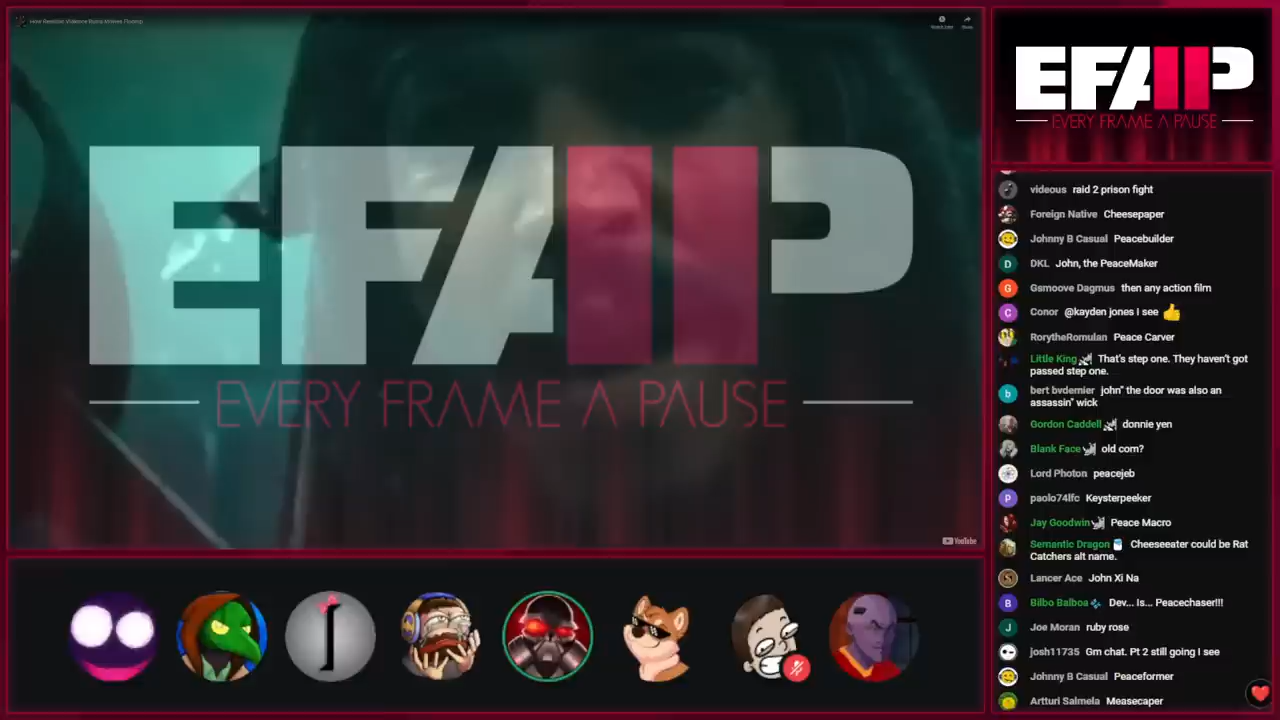 EFAIIP
EVERY FRAME A PAUSE
YouTube
EFAIIP
EVERY FRAME A PAUSE
videous raid 2 prison fight
Foreign Native Cheesepaper
Johnny B Casual Peacebuilder
DKL John, the PeaceMaker
Gsmoove Dagmus then any action film
Conor @kayden jones i see
RorytheRomulan Peace Carver
Little King That's step one. They haven't got
passed step one.
bert bvdemier john" the door was also an
assassin" wick
Gordon Caddell donnie yen
Blank Face old com?
Lord Photon peacejeb
paolo74lfc Keysterpeeker
Jay Goodwin Peace Macro
Semantic Dragon Cheeseeater could be Rat
Catchers alt name.
Lancer Ace John Xi Na
Bilbo Balboa Dev... Is... Peacechaser!!!
Joe Moran ruby rose
josh11735 Gm chat. Pt 2 still going I see
Johnny B Casual Peaceformer
Artturi Salmela Measecaper